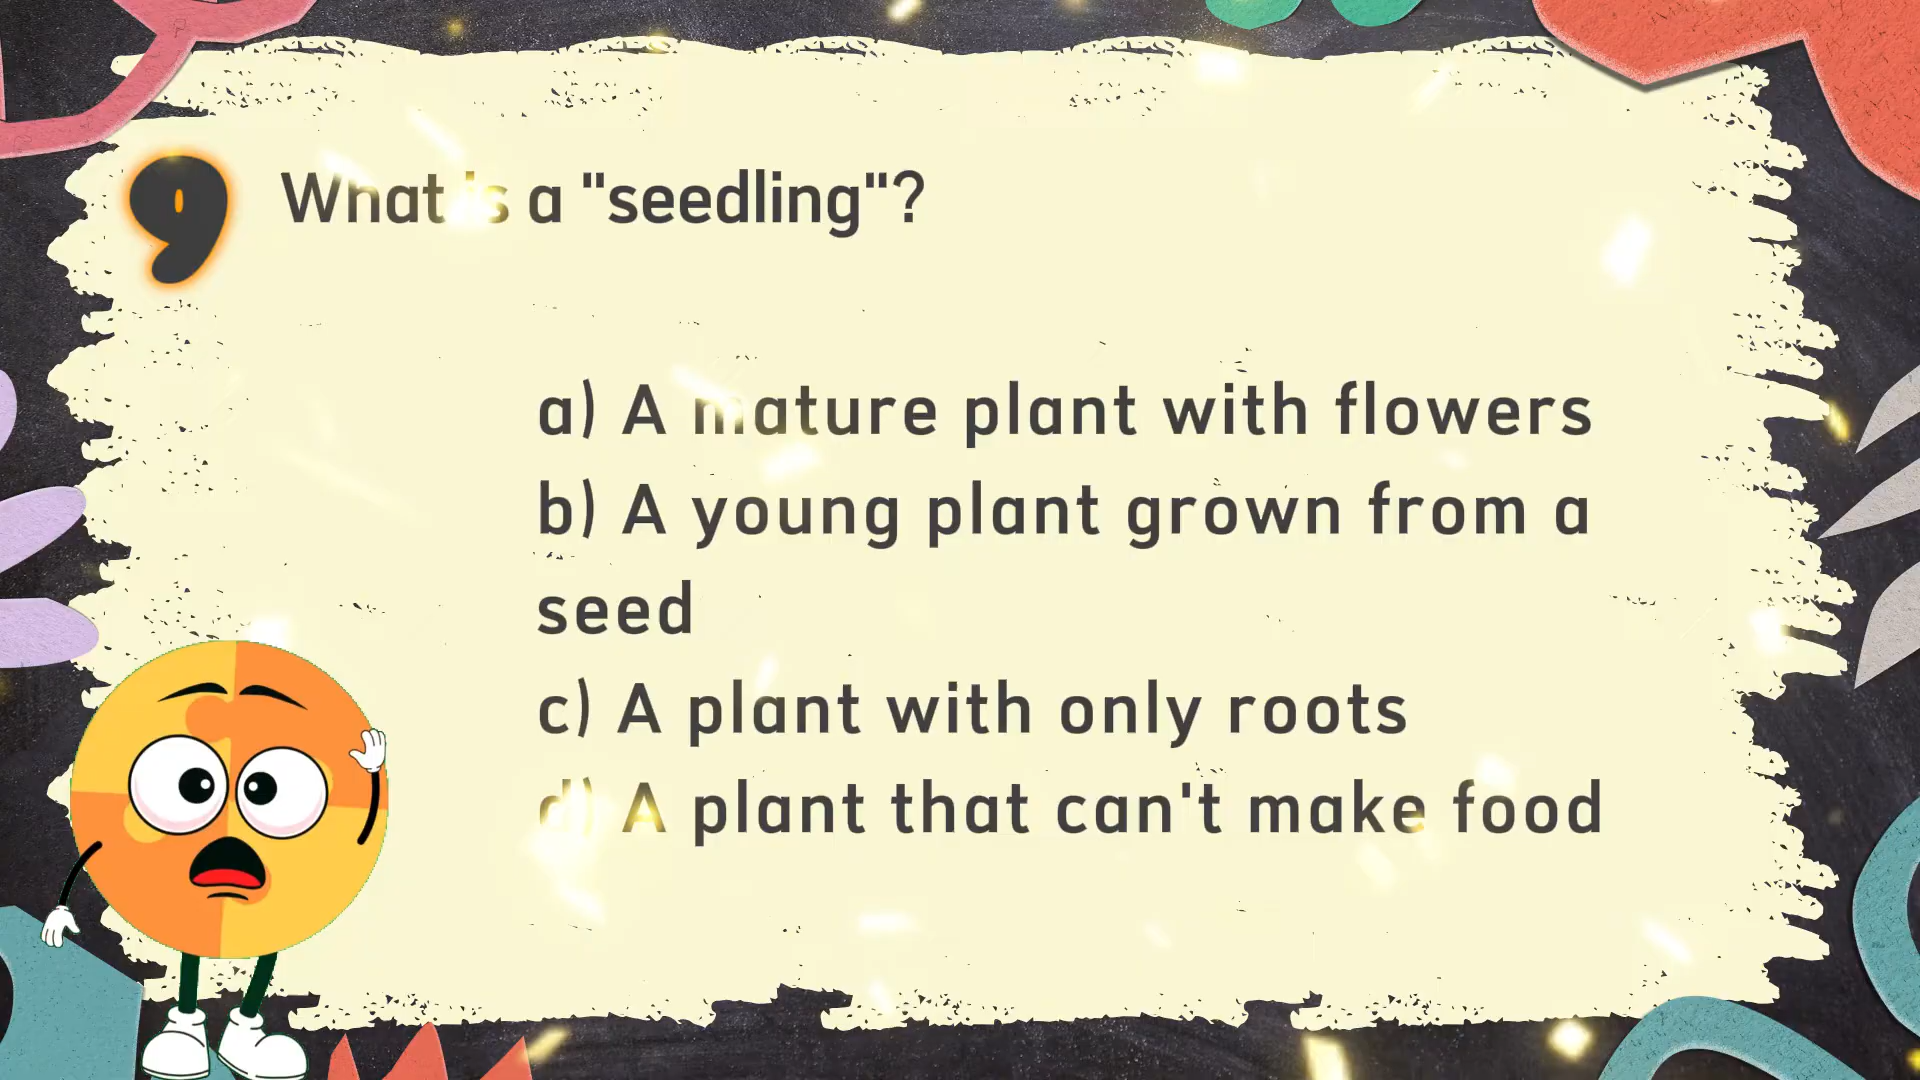 9 What is a "seedling"?
a) A mature plant with flowers
b) A young plant grown from a
seed
c) A plant with only roots
d) A plant that can't make food